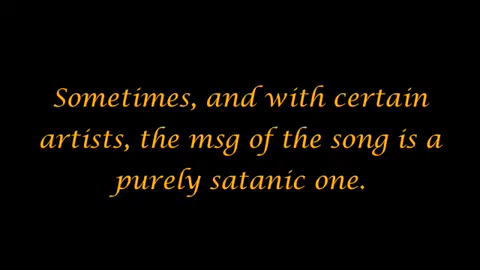 Sometimes, and with certain
artists, the msg of the song is a
purely satanic one.